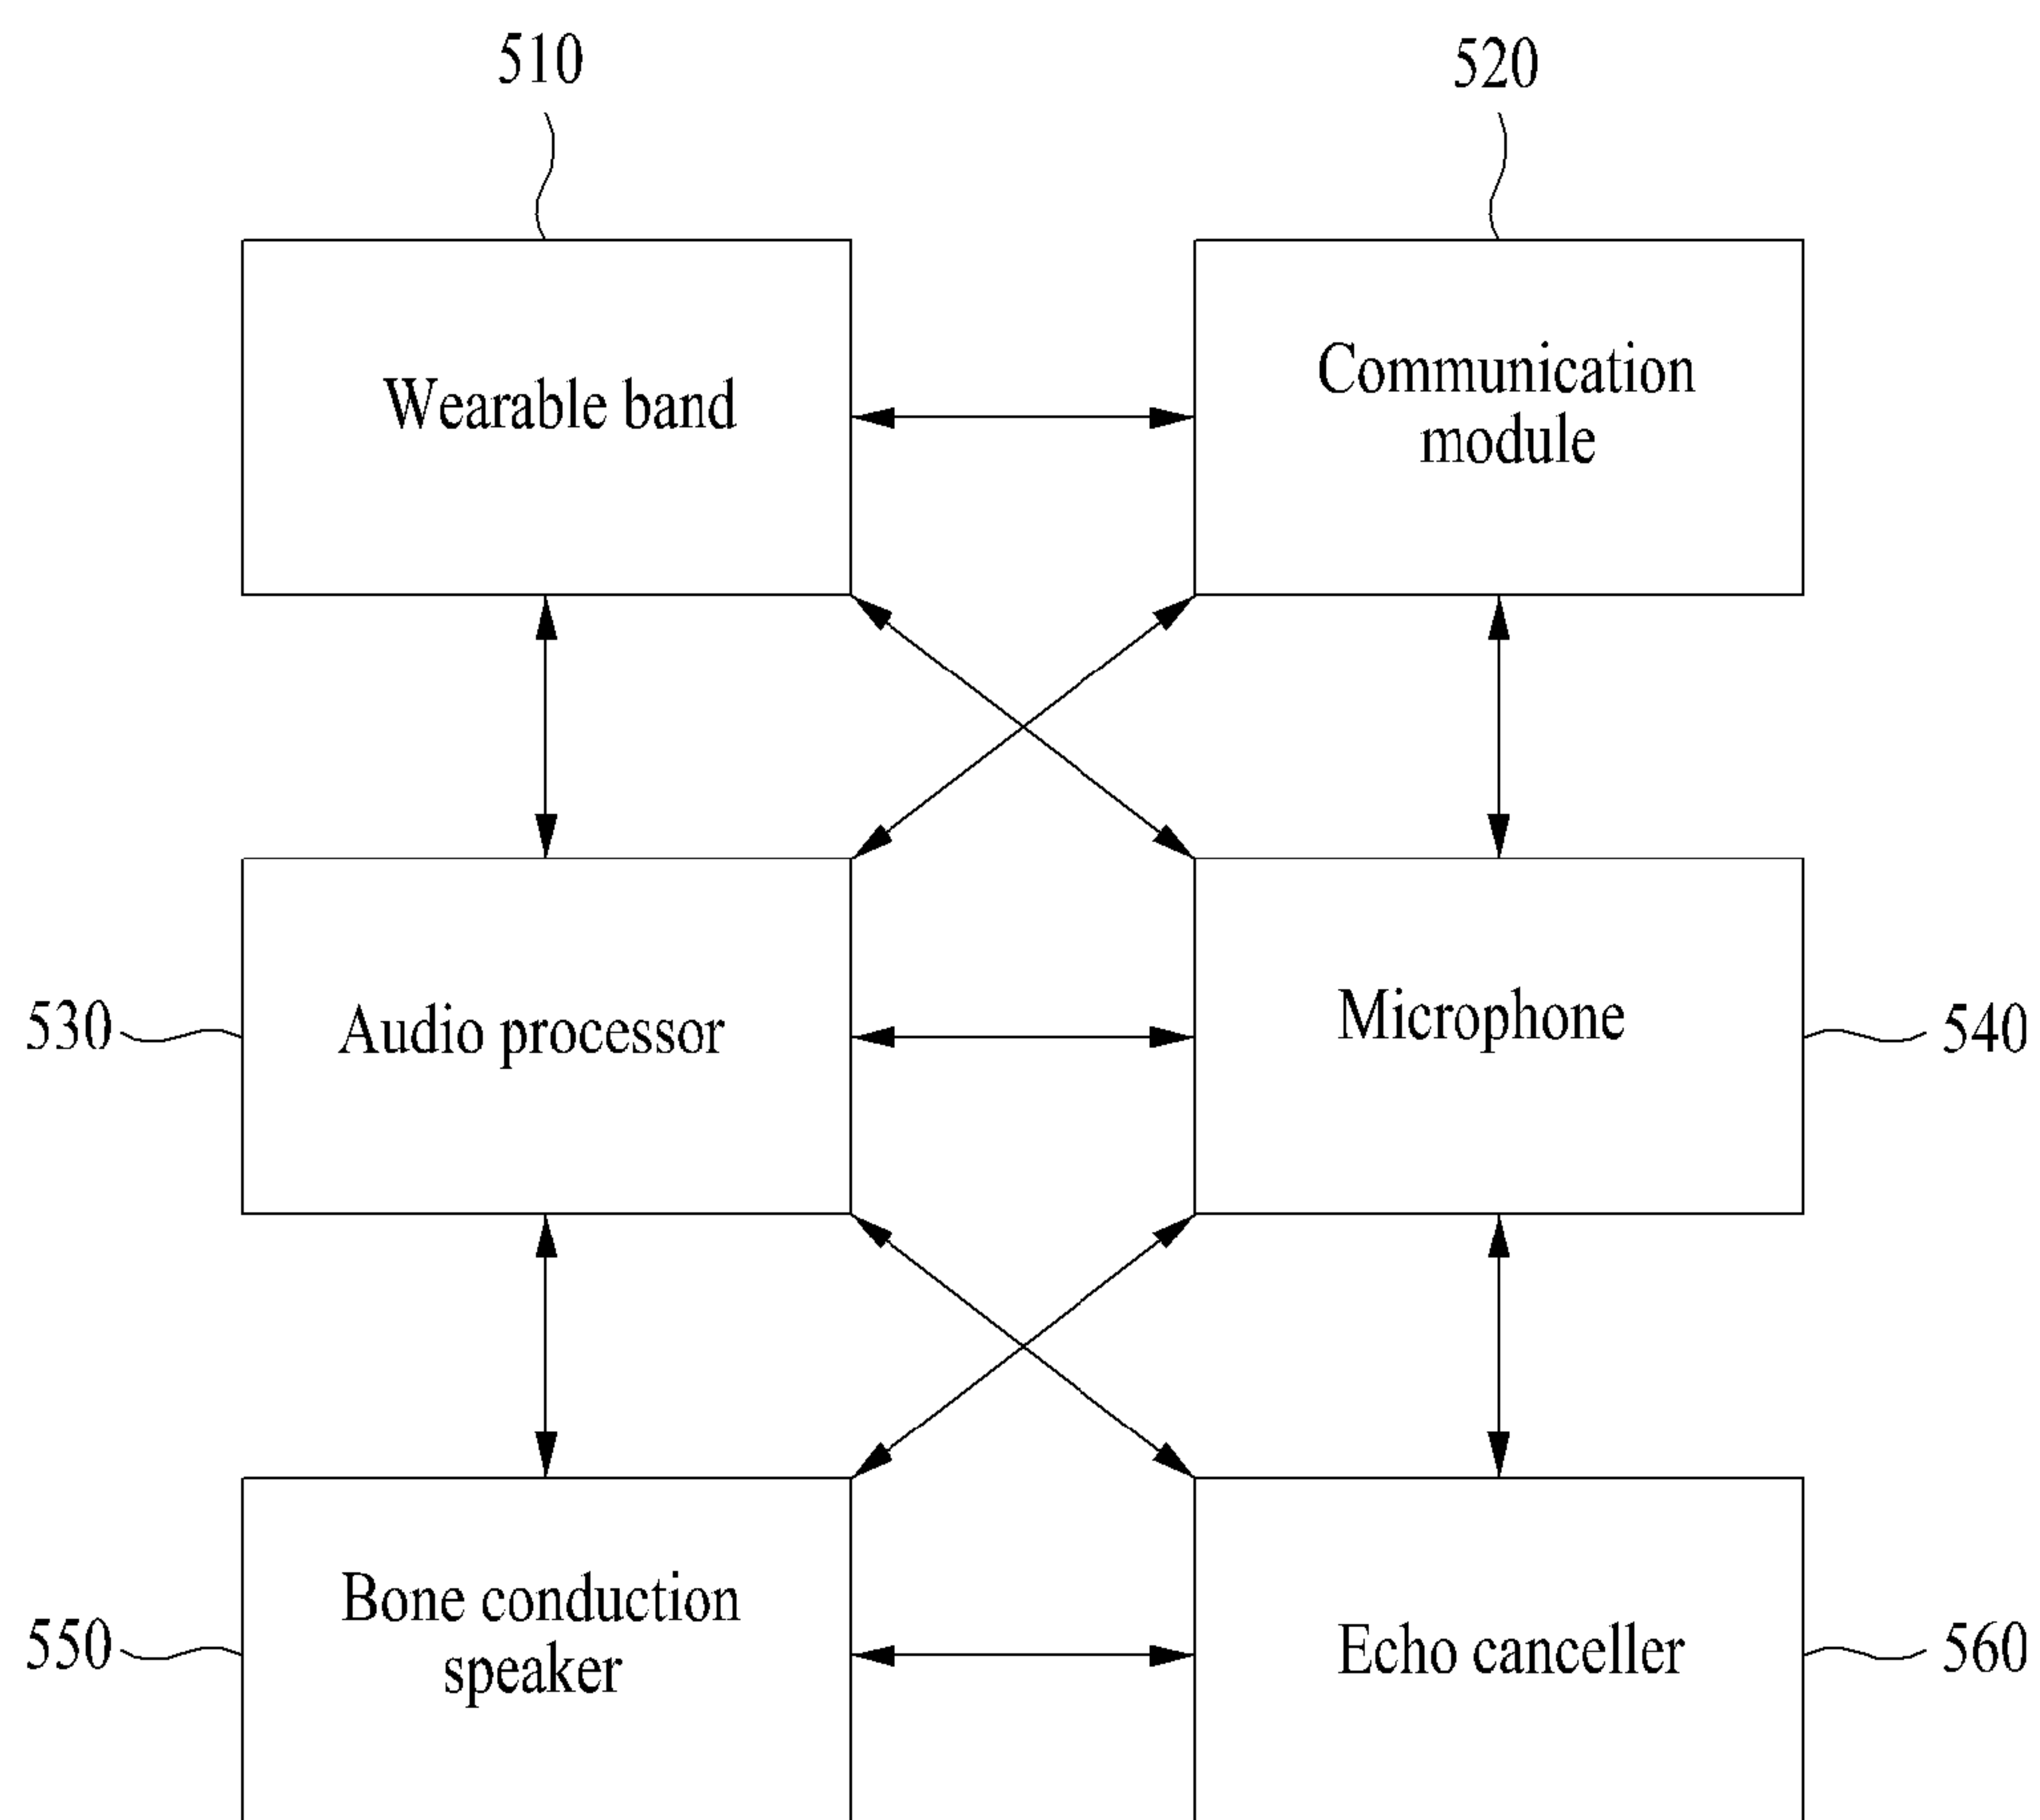 510
520
Wearable band
Communication
module
530
Audio processor
Microphone
540
550
Bone conduction
speaker
Echo canceller
560